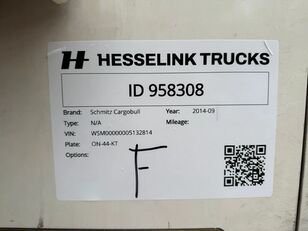 HESSELINK TRUCKS
ID 958308
Brand: Schmitz Cargobull Year: 2014-09
Type: N/A Mileage:
VIN: WSM00000005132814
Plate: ON-44-KT
Options:
F